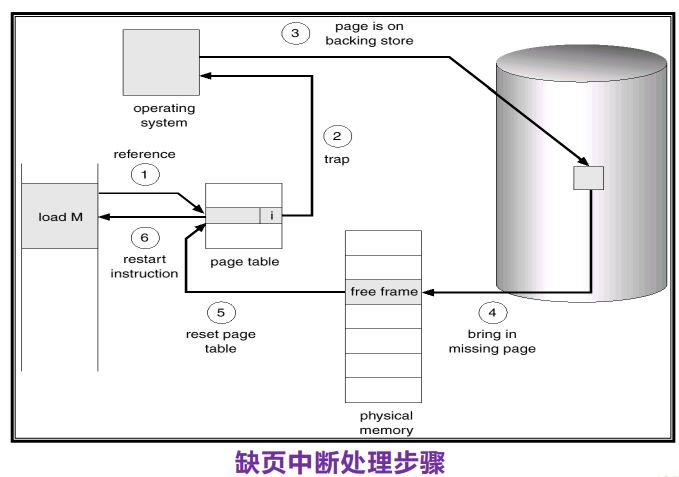 3
page is on
backing store
operating
system
2
trap
reference
1
load M
i
6
restart
instruction
page table
free frame
5
reset page
table
4
bring in
missing page
physical
memory
缺页中断处理步骤